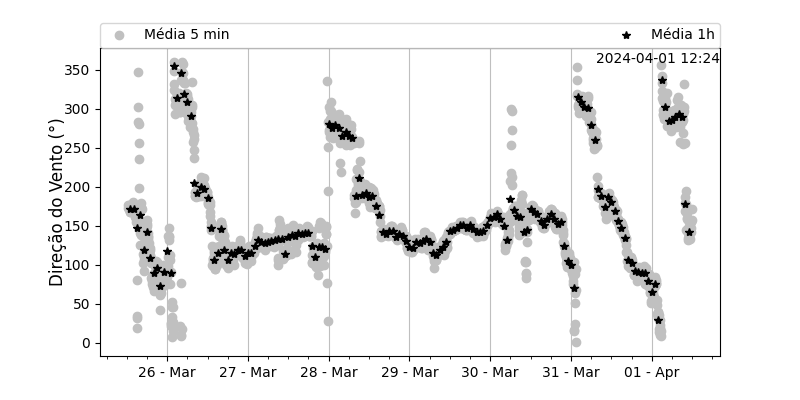 Média 5 min
Média 1h
2024-04-01 12:24
Direção do Vento (°)
350
300
250
200
150
100
50
0
26 - Mar
27 - Mar
28 - Mar
29 - Mar
30 - Mar
31 - Mar
01 - Apr